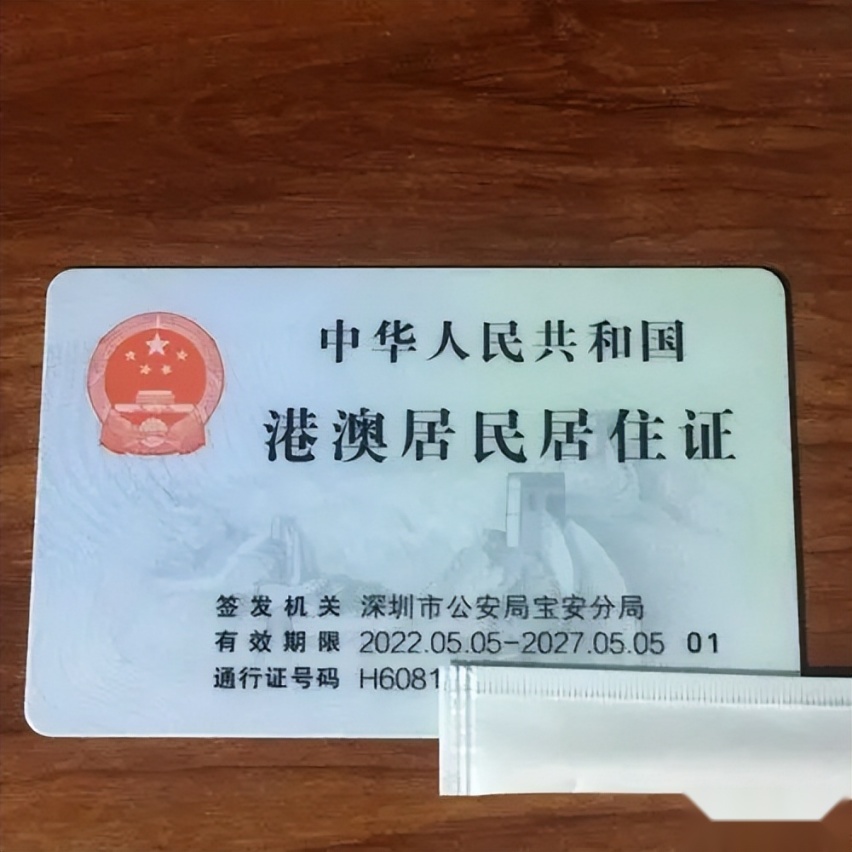 中华人民共和国
港澳居民居住证
签发机关 深圳市公安局宝安分局
有效期限 2022.05.05-2027.05.05 01
通行证号码 H6081